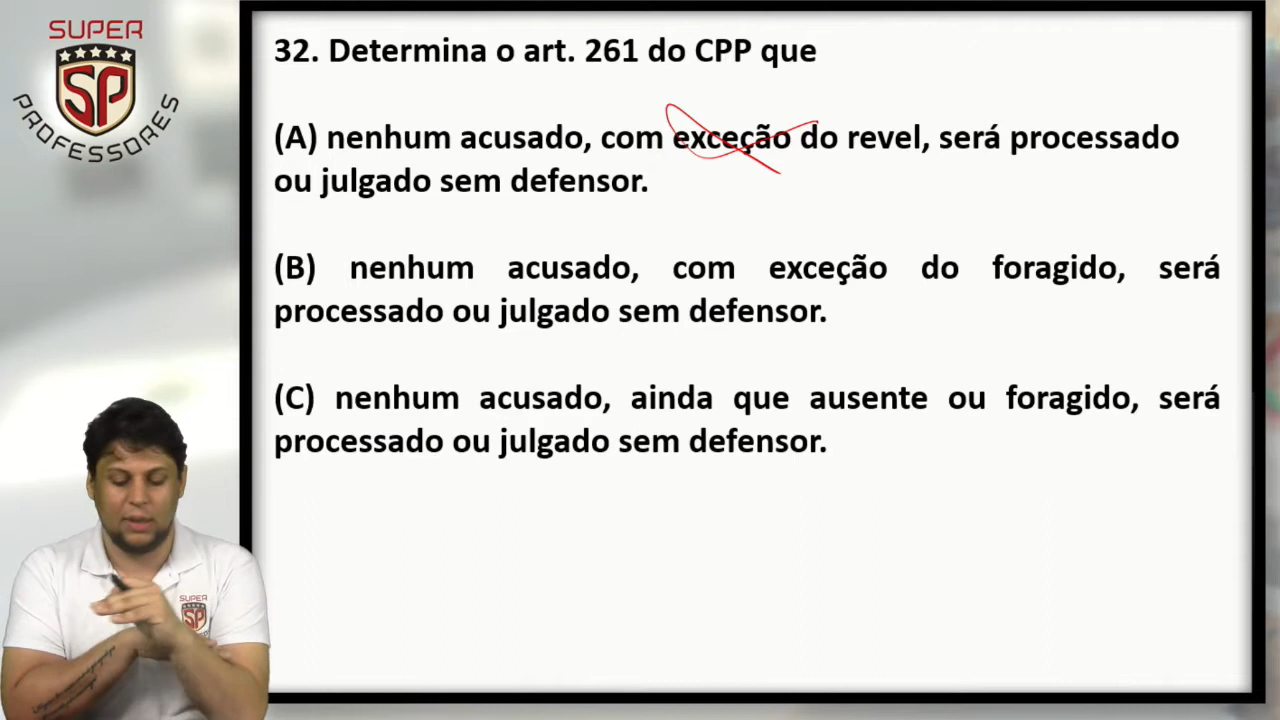 SUPER
SP
PROFESSORES
32. Determina o art. 261 do CPP que
(A) nenhum acusado, com exceção do revel, será processado
ou julgado sem defensor.
(B) nenhum acusado, com exceção do foragido, será
processado ou julgado sem defensor.
(C) nenhum acusado, ainda que ausente ou foragido, será
processado ou julgado sem defensor.
SUPER
SP